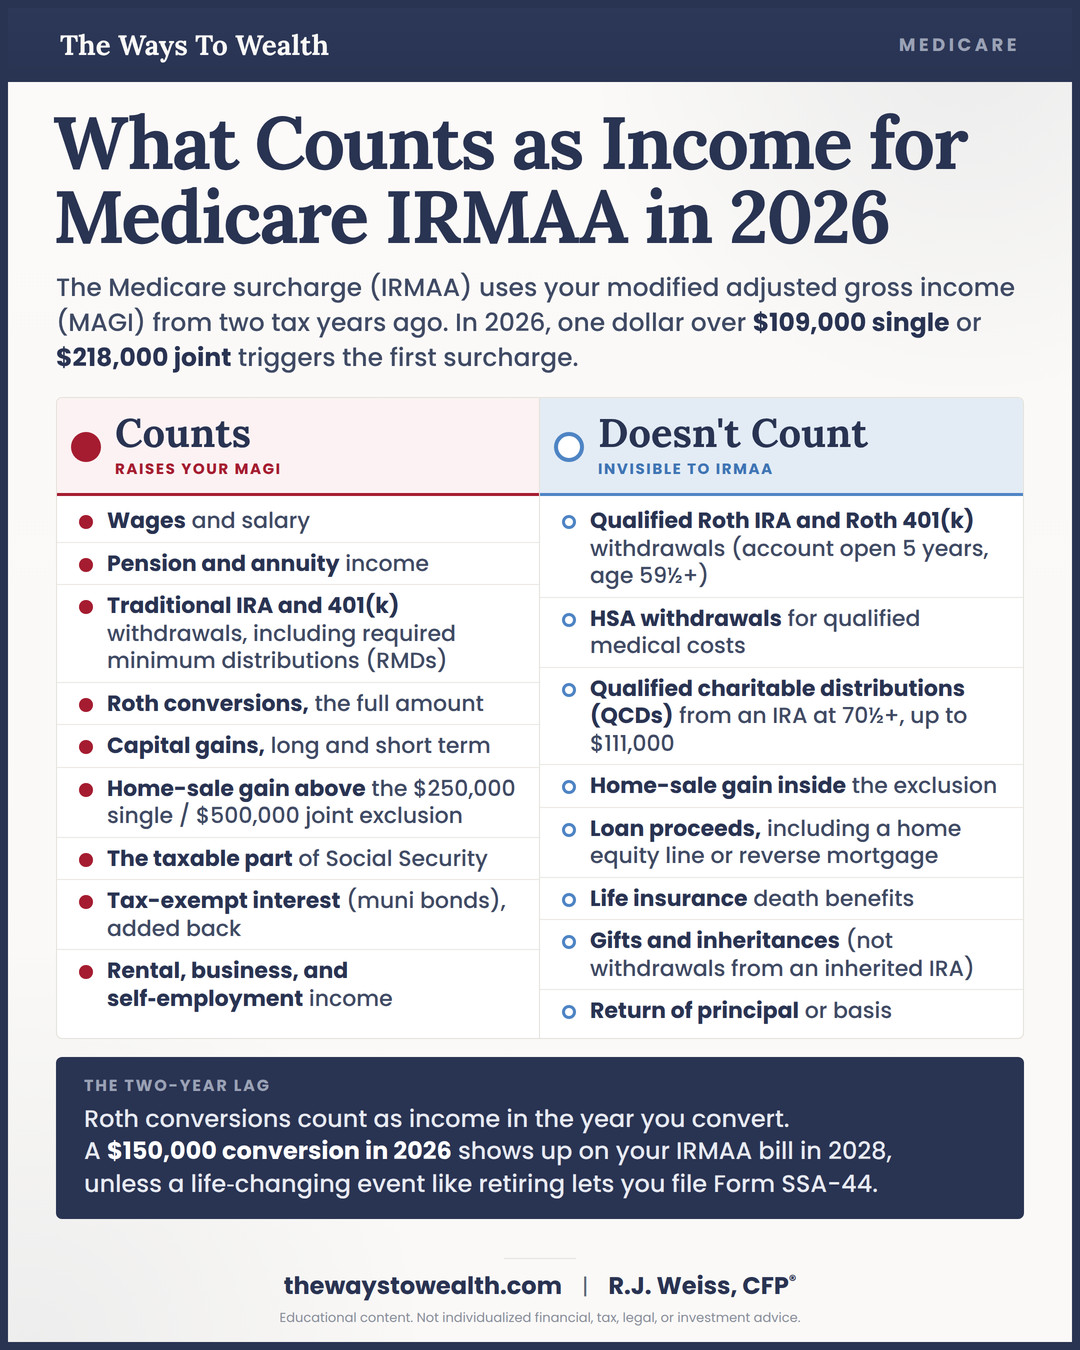 The Ways To Wealth
MEDICARE
What Counts as Income for
Medicare IRMAA in 2026
The Medicare surcharge (IRMAA) uses your modified adjusted gross income
(MAGI) from two tax years ago. In 2026, one dollar over $109,000 single or
$218,000 joint triggers the first surcharge.
Counts
RAISES YOUR MAGI
Wages and salary
Pension and annuity income
Traditional IRA and 401(k)
withdrawals, including required
minimum distributions (RMDs)
Roth conversions, the full amount
Capital gains, long and short term
Home-sale gain above the $250,000
single / $500,000 joint exclusion
The taxable part of Social Security
Tax-exempt interest (muni bonds),
added back
Rental, business, and
self-employment income
Doesn't Count
INVISIBLE TO IRMAA
Qualified Roth IRA and Roth 401(k)
withdrawals (account open 5 years,
age 59½+)
HSA withdrawals for qualified
medical costs
Qualified charitable distributions
(QCDs) from an IRA at 70½+, up to
$111,000
Home-sale gain inside the exclusion
Loan proceeds, including a home
equity line or reverse mortgage
Life insurance death benefits
Gifts and inheritances (not
withdrawals from an inherited IRA)
Return of principal or basis
THE TWO-YEAR LAG
Roth conversions count as income in the year you convert.
A $150,000 conversion in 2026 shows up on your IRMAA bill in 2028,
unless a life-changing event like retiring lets you file Form SSA-44.
thewaystowealth.com | R.J. Weiss, CFP®
Educational content. Not individualized financial, tax, legal, or investment advice.